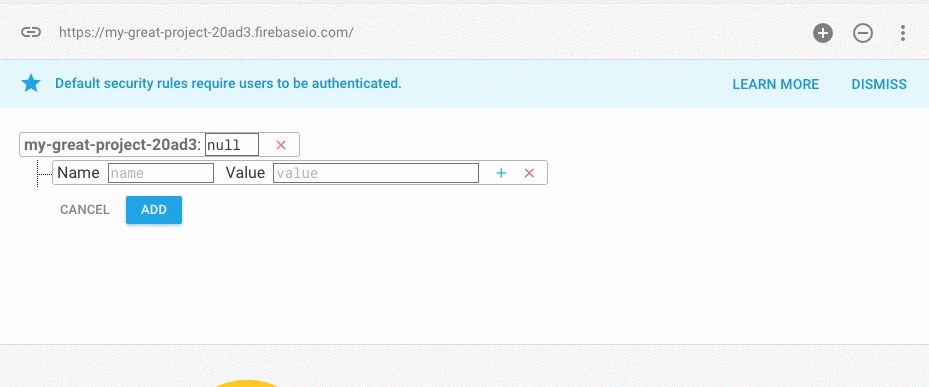 https://my-great-project-20ad3.firebaseio.com/
Default security rules require users to be authenticated. LEARN MORE DISMISS
my-great-project-20ad3: null
Name name Value value
CANCEL ADD